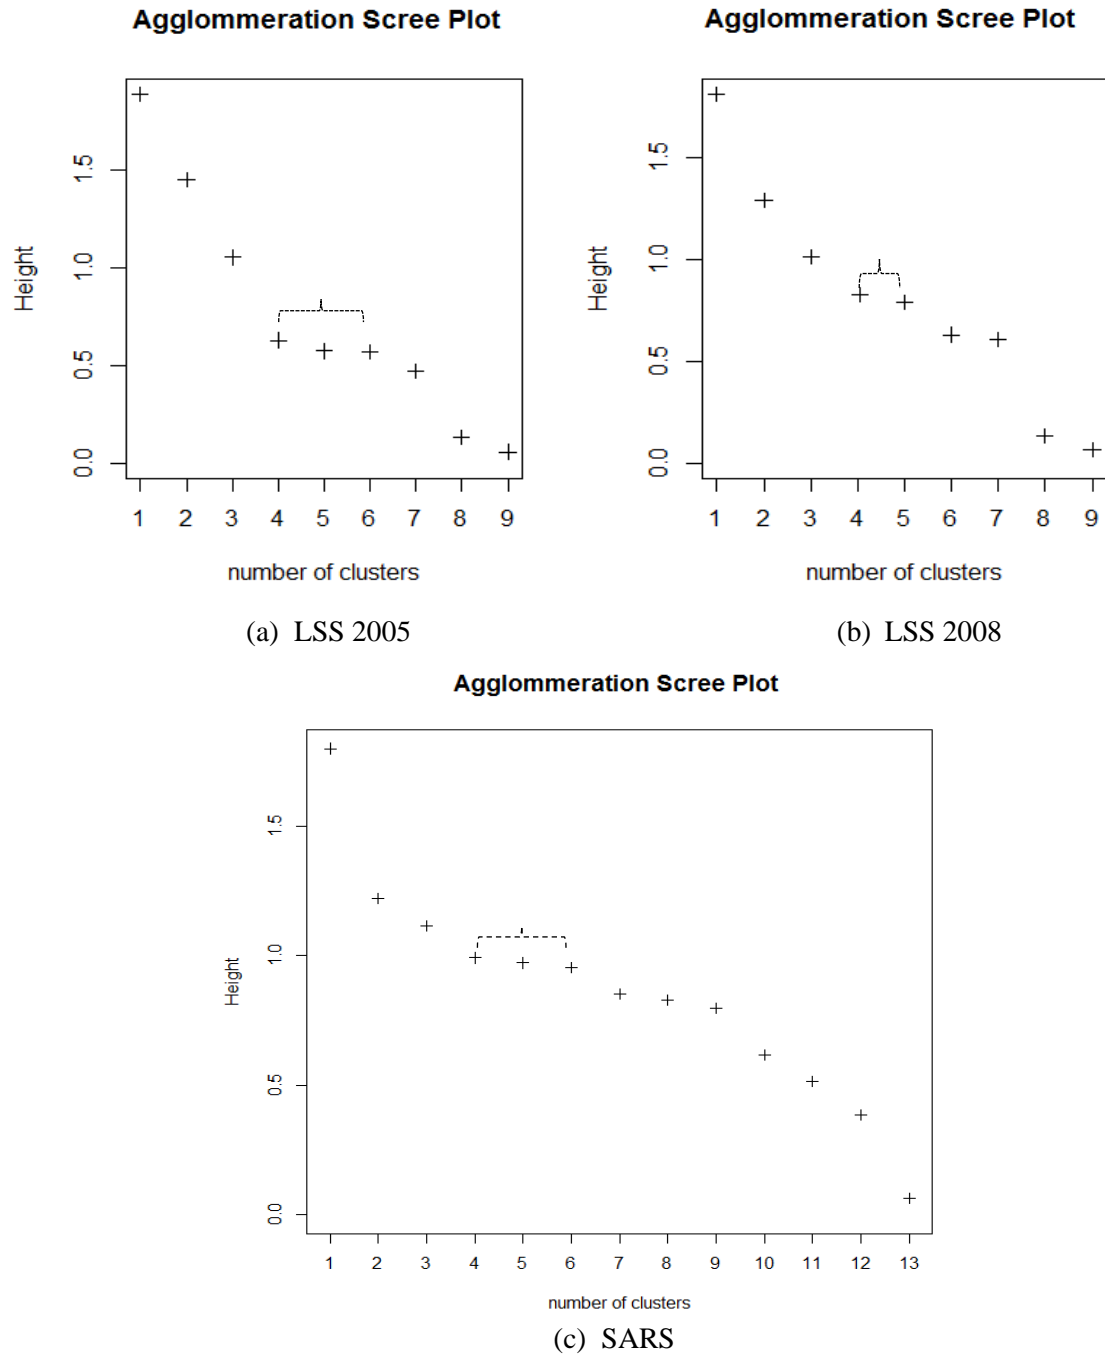 Agglommeration Scree Plot
Height
0.0 0.5 1.0 1.5
1 2 3 4 5 6 7 8 9
number of clusters
(a) LSS 2005
Agglommeration Scree Plot
Height
0.0 0.5 1.0 1.5
1 2 3 4 5 6 7 8 9
number of clusters
(b) LSS 2008
Agglommeration Scree Plot
Height
0.0 0.5 1.0 1.5
1 2 3 4 5 6 7 8 9 10 11 12 13
number of clusters
(c) SARS